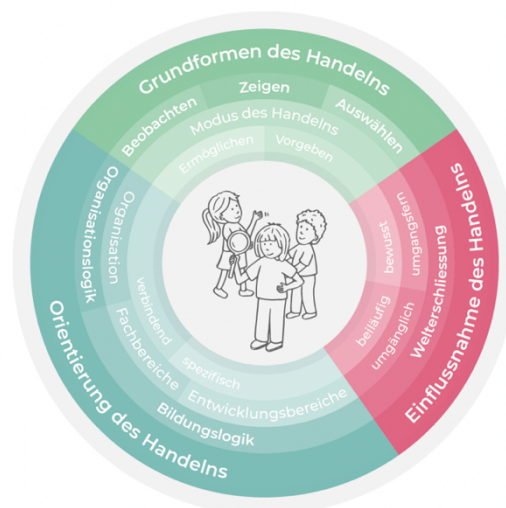 Grundformen des Handelns
Beobachten
Zeigen
Auswählen
Modus des Handelns
Ermöglichen
Vorgeben
Einflussnahme des Handelns
Welterschliessung
umgangsfern
bewusst
beiläufig
umgänglich
Orientierung des Handelns
Organisationslogik
Organisation
Bildungslogik
Fachbereiche
Entwicklungsbereiche
verbindend
spezifisch